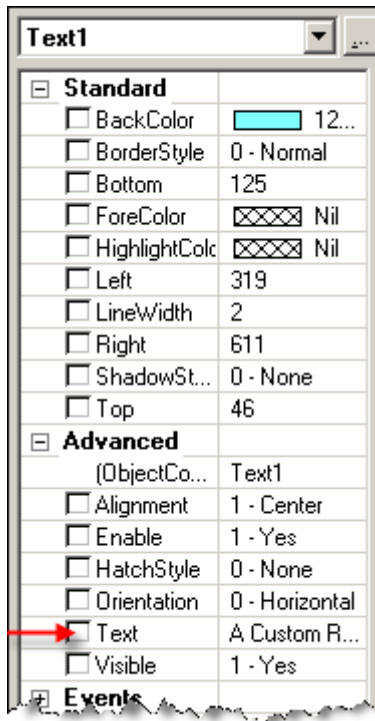 Text1 ...
Standard
BackColor 12...
BorderStyle 0 - Normal
Bottom 125
ForeColor Nil
HighlightColc Nil
Left 319
LineWidth 2
Right 611
ShadowSt... 0 - None
Top 46
Advanced
(ObjectCo... Text1
Alignment 1 - Center
Enable 1 - Yes
HatchStyle 0 - None
Orientation 0 - Horizontal
Text A Custom R...
Visible 1 - Yes
Events